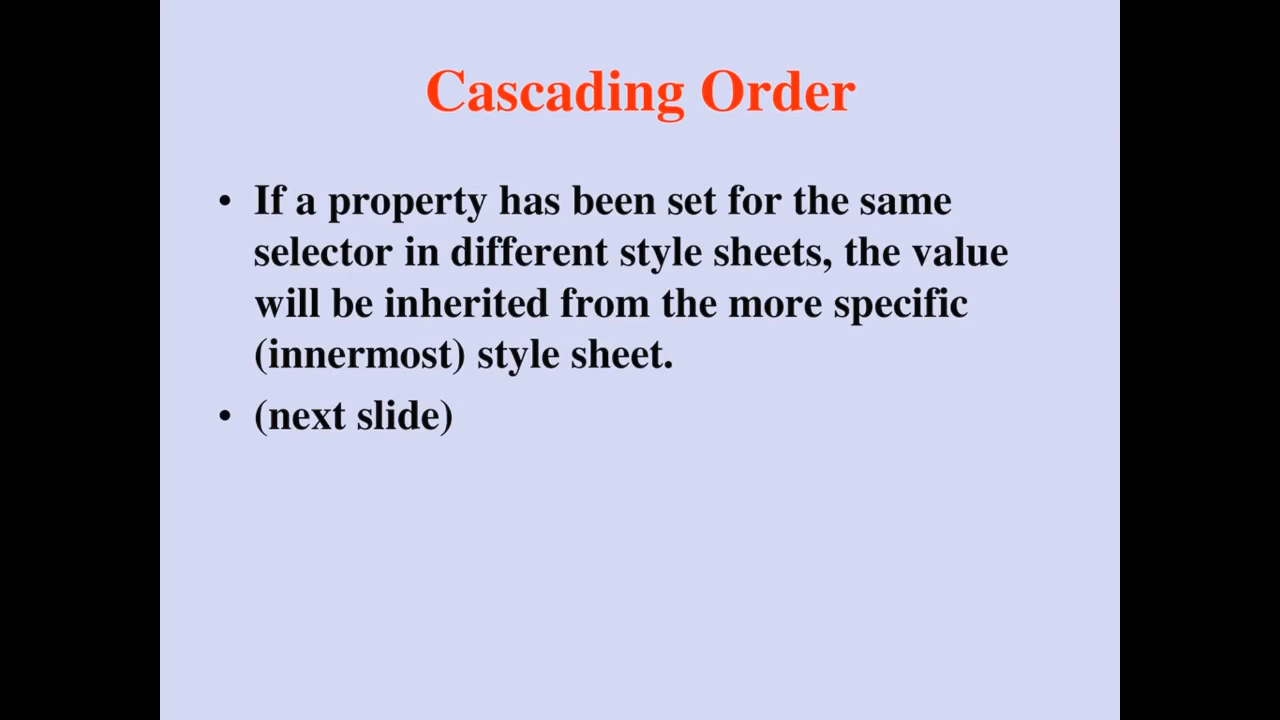 Cascading Order
• If a property has been set for the same
selector in different style sheets, the value
will be inherited from the more specific
(innermost) style sheet.
• (next slide)